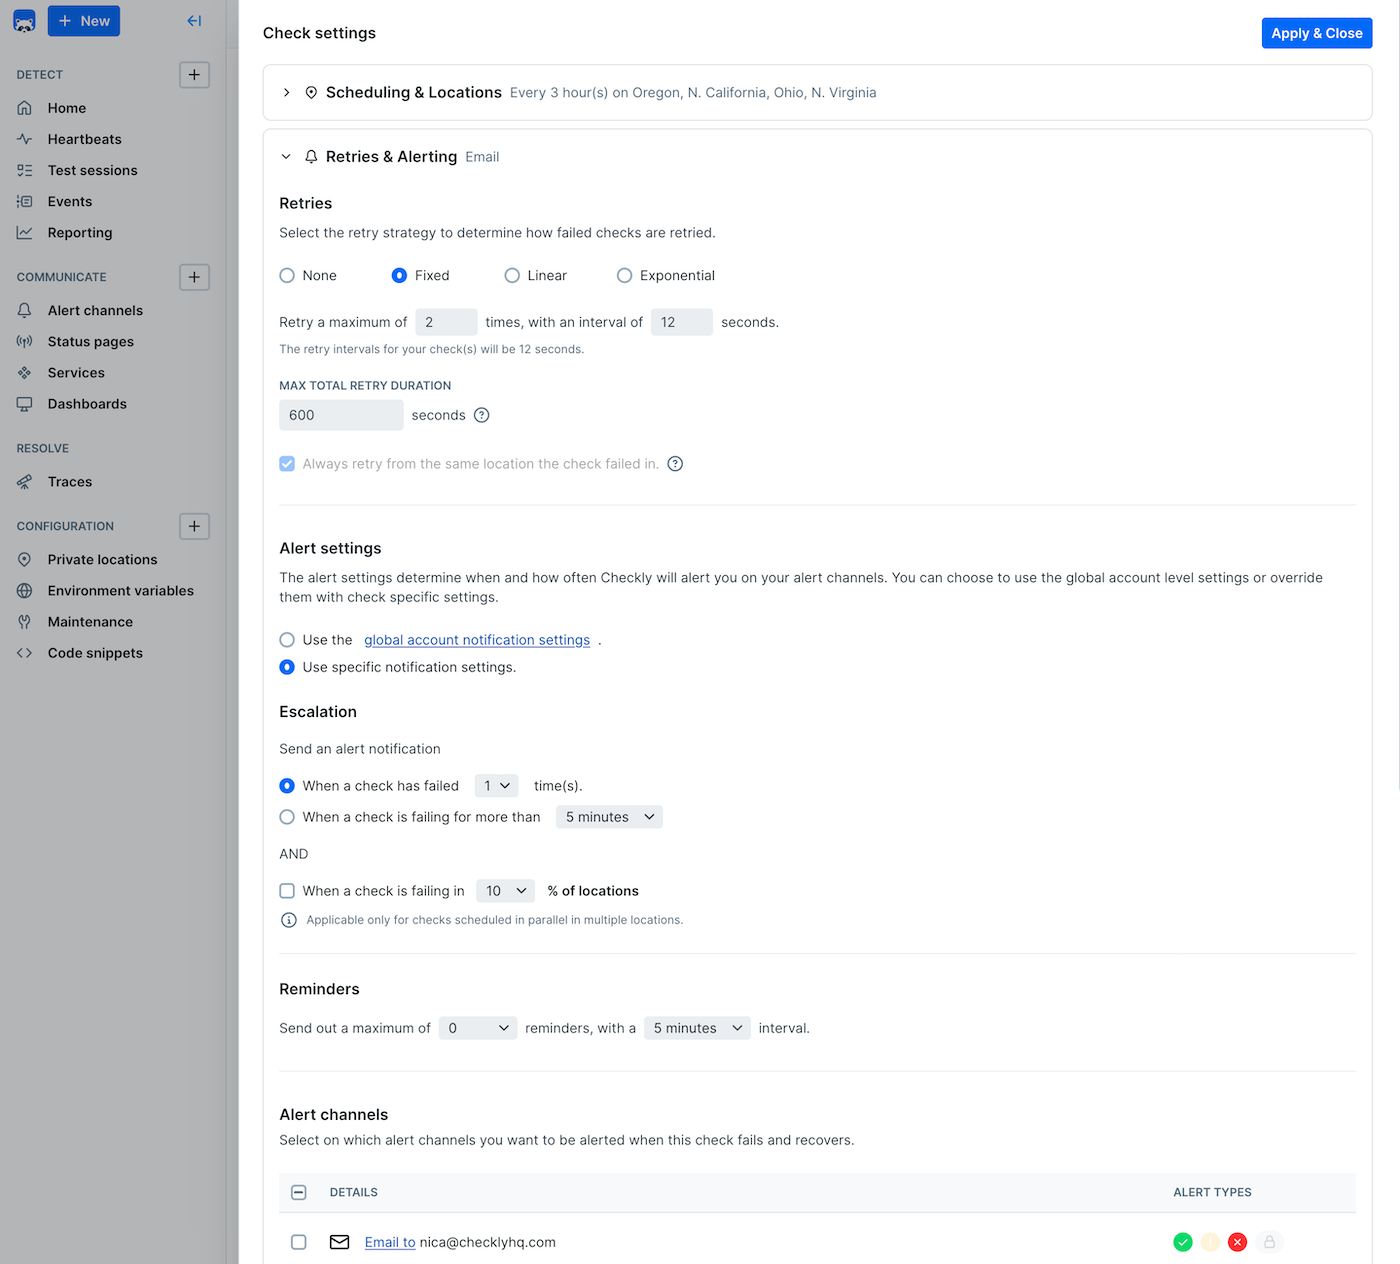 New
Check settings
Apply & Close
DETECT
Home
Heartbeats
Test sessions
Events
Reporting
COMMUNICATE
Alert channels
Status pages
Services
Dashboards
RESOLVE
Traces
CONFIGURATION
Private locations
Environment variables
Maintenance
Code snippets
Scheduling & Locations Every 3 hour(s) on Oregon, N. California, Ohio, N. Virginia
Retries & Alerting Email
Retries
Select the retry strategy to determine how failed checks are retried.
None Fixed Linear Exponential
Retry a maximum of 2 times, with an interval of 12 seconds.
The retry intervals for your check(s) will be 12 seconds.
MAX TOTAL RETRY DURATION
600 seconds
Always retry from the same location the check failed in.
Alert settings
The alert settings determine when and how often Checkly will alert you on your alert channels. You can choose to use the global account level settings or override
them with check specific settings.
Use the global account notification settings .
Use specific notification settings.
Escalation
Send an alert notification
When a check has failed 1 time(s).
When a check is failing for more than 5 minutes
AND
When a check is failing in 10 % of locations
Applicable only for checks scheduled in parallel in multiple locations.
Reminders
Send out a maximum of 0 reminders, with a 5 minutes interval.
Alert channels
Select on which alert channels you want to be alerted when this check fails and recovers.
DETAILS ALERT TYPES
Email to nica@checklyhq.com